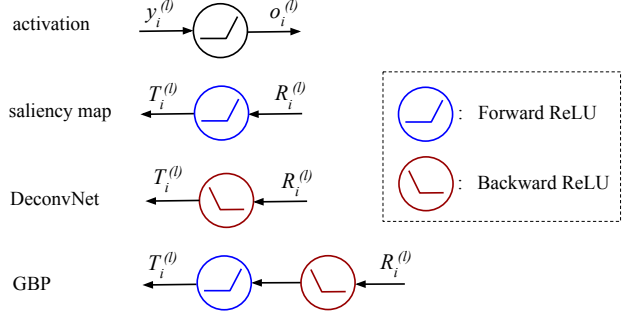 activation y_i^(l) o_i^(l)
saliency map T_i^(l) R_i^(l)
: Forward ReLU
DeconvNet T_i^(l) R_i^(l)
: Backward ReLU
GBP T_i^(l) R_i^(l)